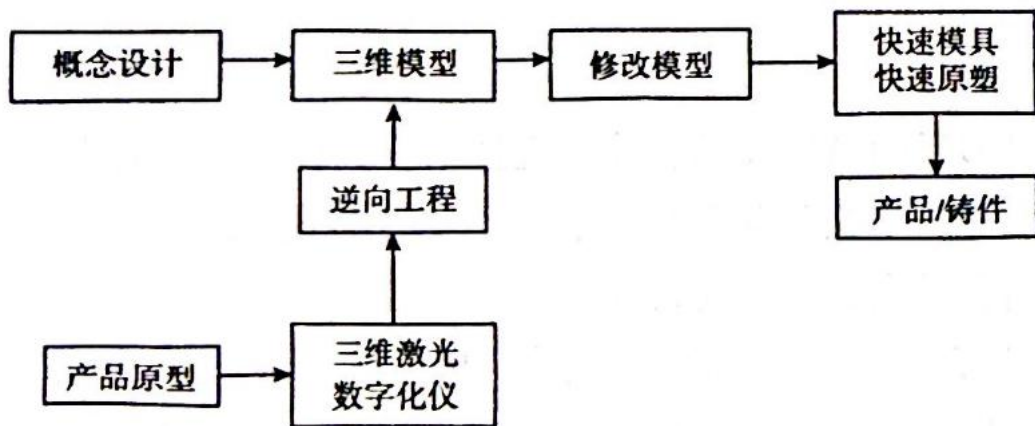 概念设计
三维模型
修改模型
快速模具
快速原塑
逆向工程
产品/铸件
产品原型
三维激光
数字化仪